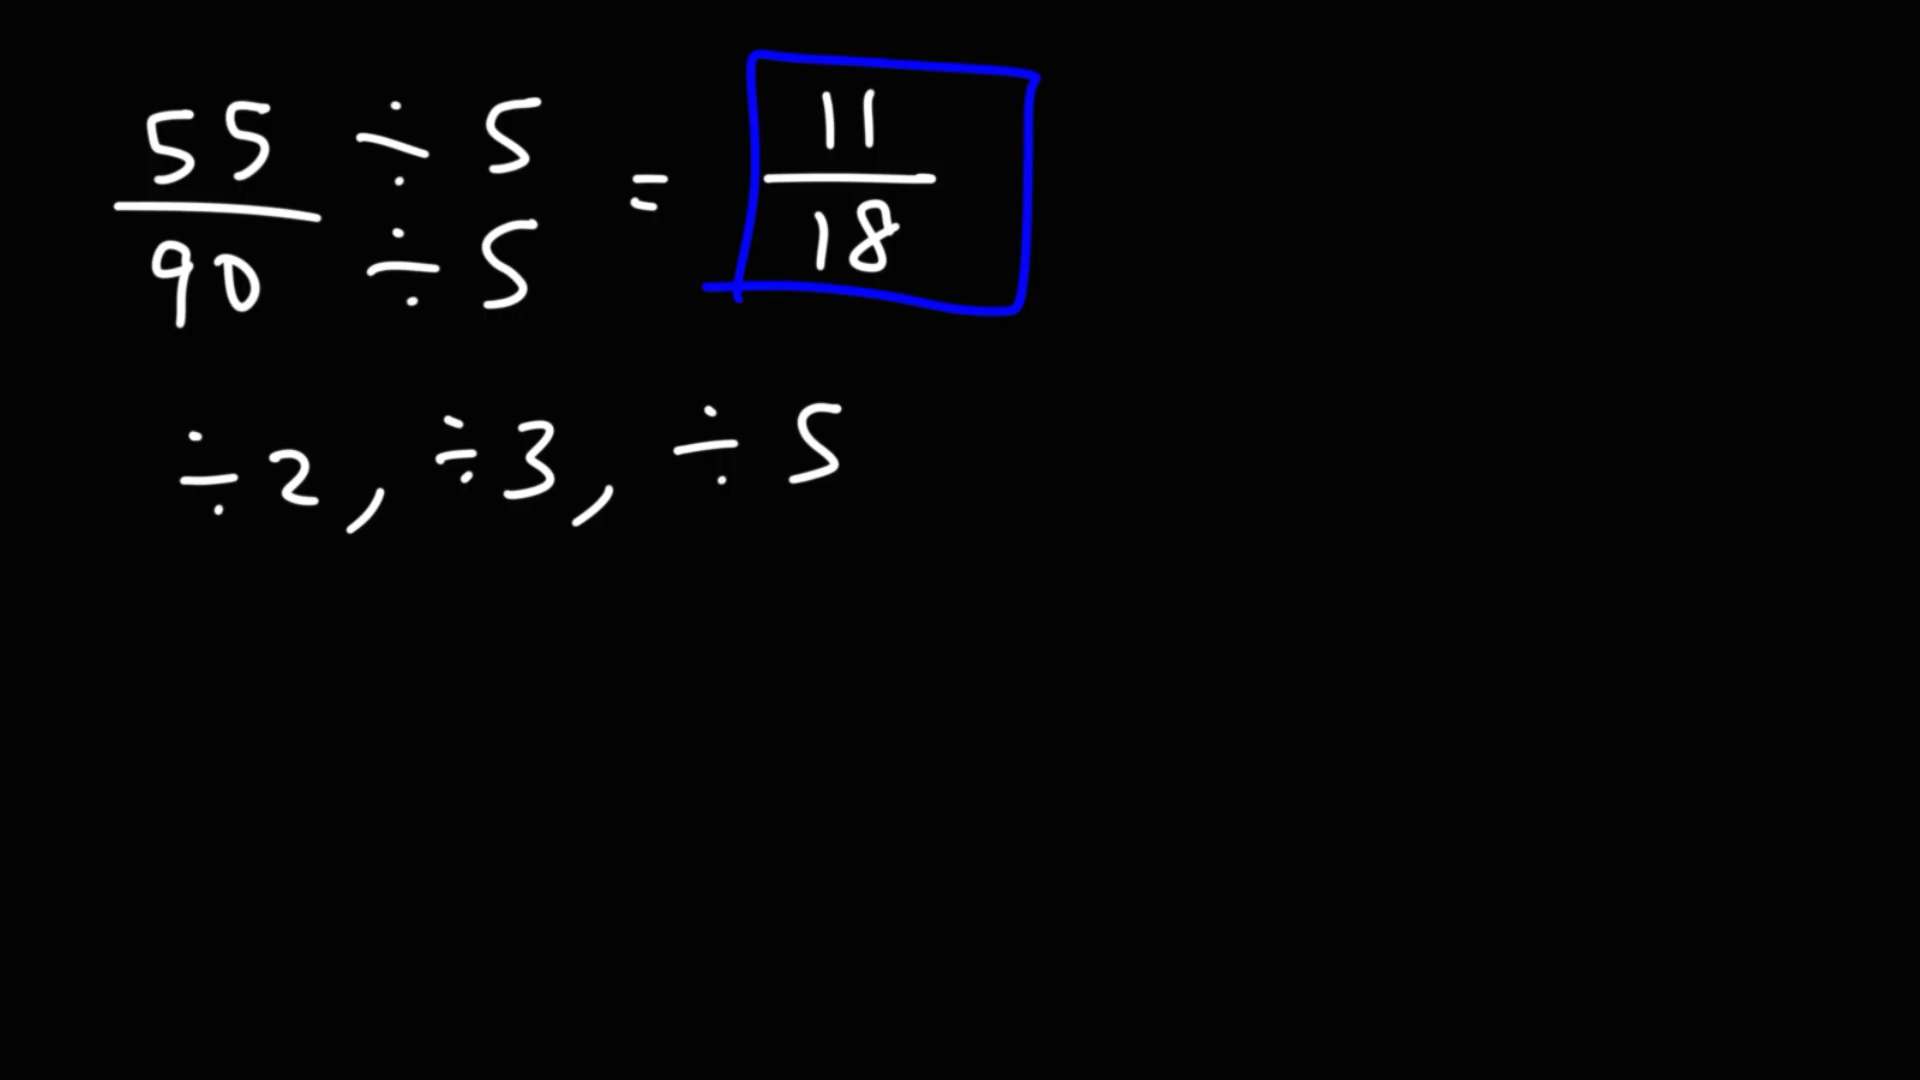 55 ÷ 5 = 11
90 ÷ 5 18
÷2, ÷3, ÷5